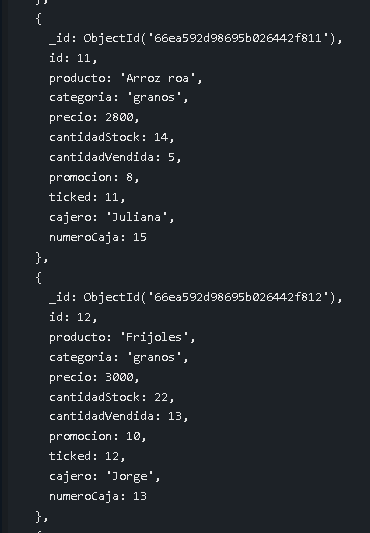 },
{
_id: ObjectId('66ea592d98695b026442f811'),
id: 11,
producto: 'Arroz roa',
categoria: 'granos',
precio: 2800,
cantidadStock: 14,
cantidadVendida: 5,
promocion: 8,
ticked: 11,
cajero: 'Juliana',
numeroCaja: 15
},
{
_id: ObjectId('66ea592d98695b026442f812'),
id: 12,
producto: 'Frijoles',
categoria: 'granos',
precio: 3000,
cantidadStock: 22,
cantidadVendida: 13,
promocion: 10,
ticked: 12,
cajero: 'Jorge',
numeroCaja: 13
},
{